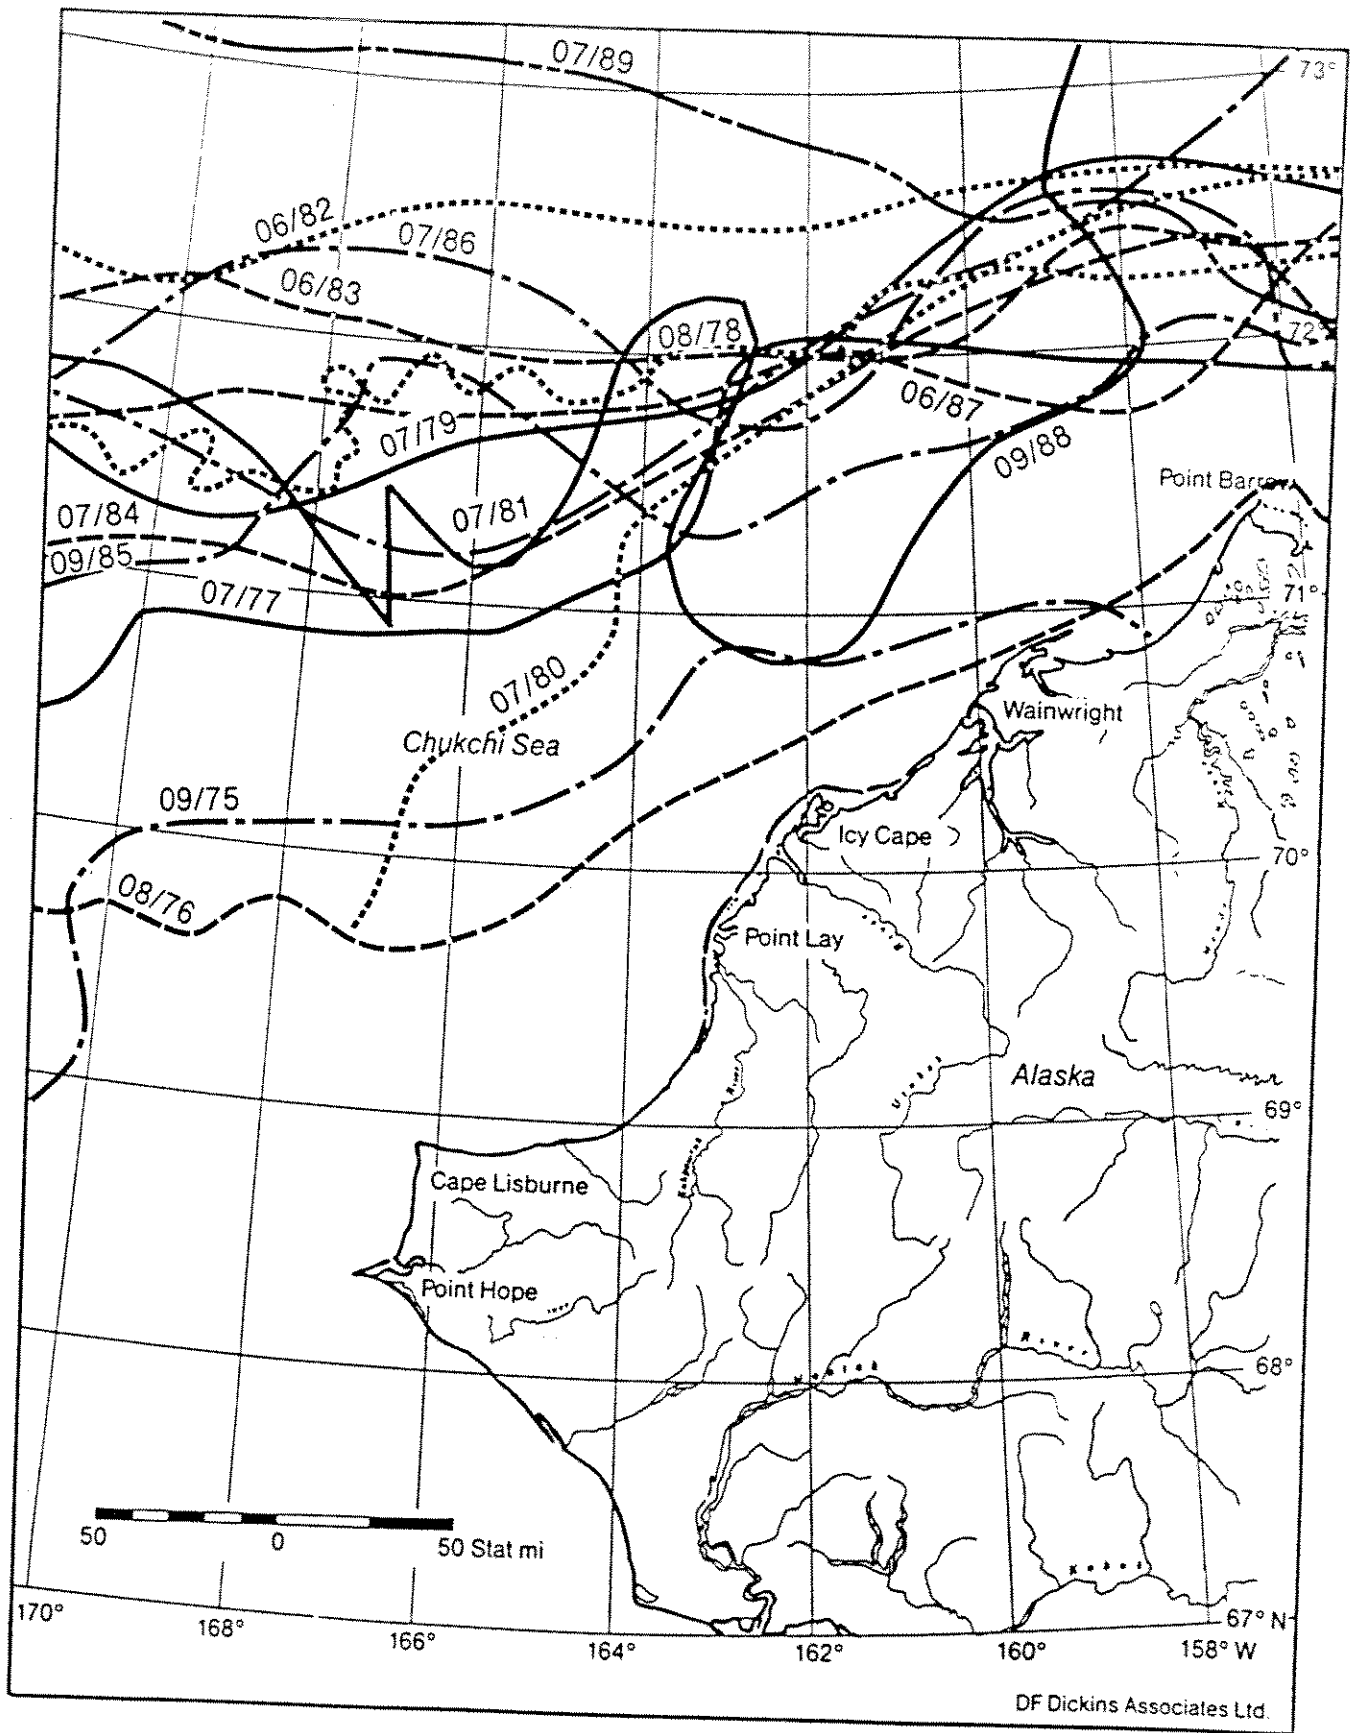 07/89
73°
06/82
07/86
06/83
08/78
72°
06/87
07/79
09/88
Point Barrow
07/84
07/81
09/85
71°
07/77
07/80
Wainwright
Chukchi Sea
09/75
Icy Cape
70°
08/76
Point Lay
Alaska
69°
Cape Lisburne
Point Hope
River
68°
50 0 50 Stat mi
170° 168° 166° 164° 162° 160° 158° W
67° N
DF Dickins Associates Ltd.